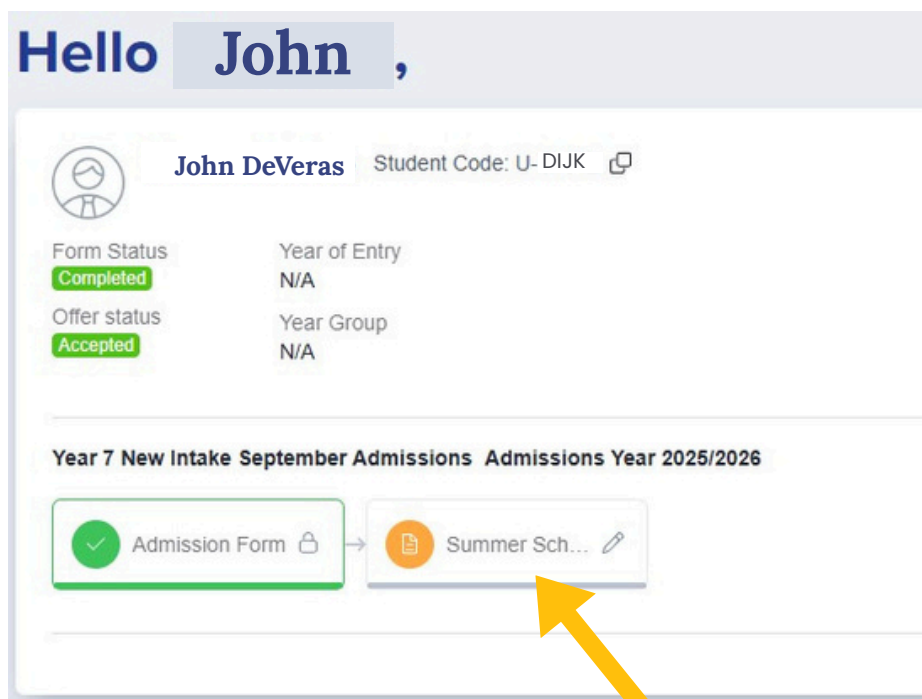 Hello John ,
John DeVeras Student Code: U- DIJK
Form Status Year of Entry
Completed N/A
Offer status Year Group
Accepted N/A
Year 7 New Intake September Admissions Admissions Year 2025/2026
Admission Form Summer Sch...